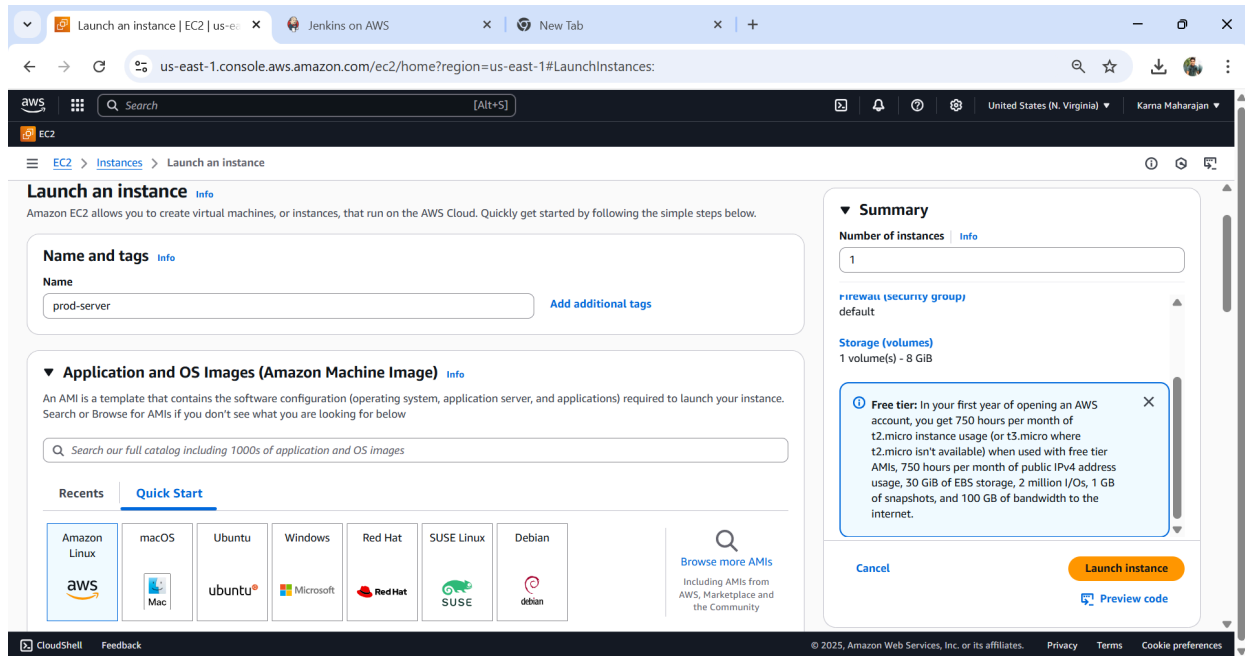 Launch an instance | EC2 | us-ea
Jenkins on AWS
New Tab
us-east-1.console.aws.amazon.com/ec2/home?region=us-east-1#LaunchInstances:
aws
Search
[Alt+S]
United States (N. Virginia)
Karna Maharajan
EC2
EC2 > Instances > Launch an instance
Launch an instance Info
Amazon EC2 allows you to create virtual machines, or instances, that run on the AWS Cloud. Quickly get started by following the simple steps below.
Name and tags Info
Name
prod-server
Add additional tags
Application and OS Images (Amazon Machine Image) Info
An AMI is a template that contains the software configuration (operating system, application server, and applications) required to launch your instance.
Search or Browse for AMIs if you don't see what you are looking for below
Search our full catalog including 1000s of application and OS images
Recents
Quick Start
Amazon
Linux
aws
macOS
Mac
Ubuntu
ubuntu®
Windows
Microsoft
Red Hat
Red Hat
SUSE Linux
SUSE
Debian
debian
Browse more AMIs
Including AMIs from
AWS, Marketplace and
the Community
Summary
Number of instances Info
1
Firewall (security group)
default
Storage (volumes)
1 volume(s) - 8 GiB
Free tier: In your first year of opening an AWS
account, you get 750 hours per month of
t2.micro instance usage (or t3.micro where
t2.micro isn't available) when used with free tier
AMIs, 750 hours per month of public IPv4 address
usage, 30 GiB of EBS storage, 2 million I/Os, 1 GB
of snapshots, and 100 GB of bandwidth to the
internet.
Cancel
Launch instance
Preview code
CloudShell
Feedback
© 2025, Amazon Web Services, Inc. or its affiliates.
Privacy
Terms
Cookie preferences